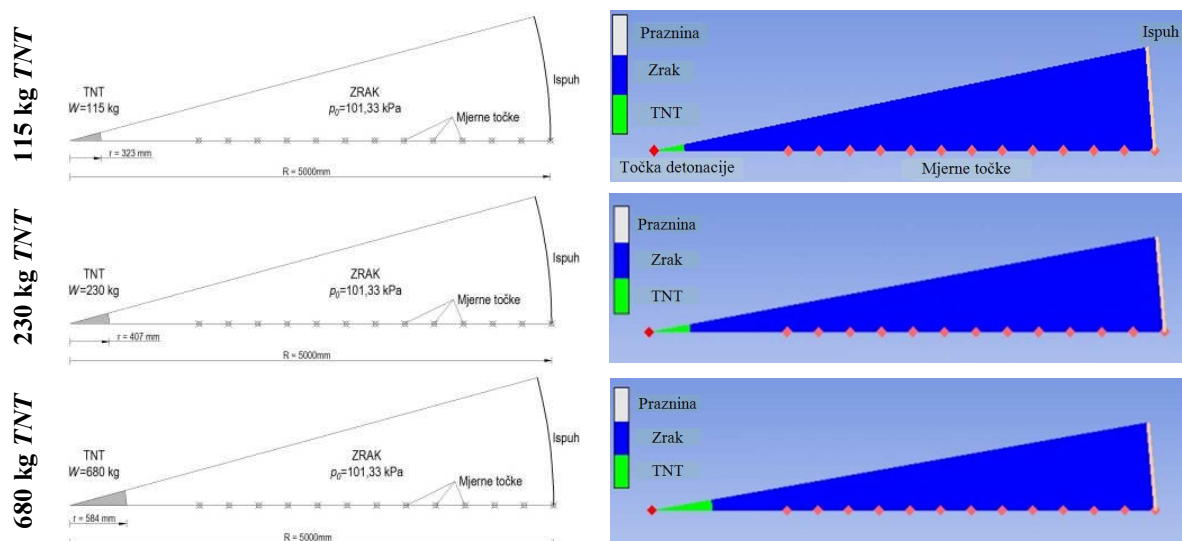 115 kg TNT
TNT
W=115 kg
ZRAK
p₀=101,33 kPa
Mjerne točke
Ispuh
r = 323 mm
R = 5000mm
Praznina
Zrak
TNT
Ispuh
Točka detonacije
Mjerne točke
230 kg TNT
TNT
W=230 kg
ZRAK
p₀=101,33 kPa
Mjerne točke
Ispuh
r = 407 mm
R = 5000mm
Praznina
Zrak
TNT
680 kg TNT
TNT
W=680 kg
ZRAK
p₀=101,33 kPa
Mjerne točke
Ispuh
r = 584 mm
R = 5000mm
Praznina
Zrak
TNT